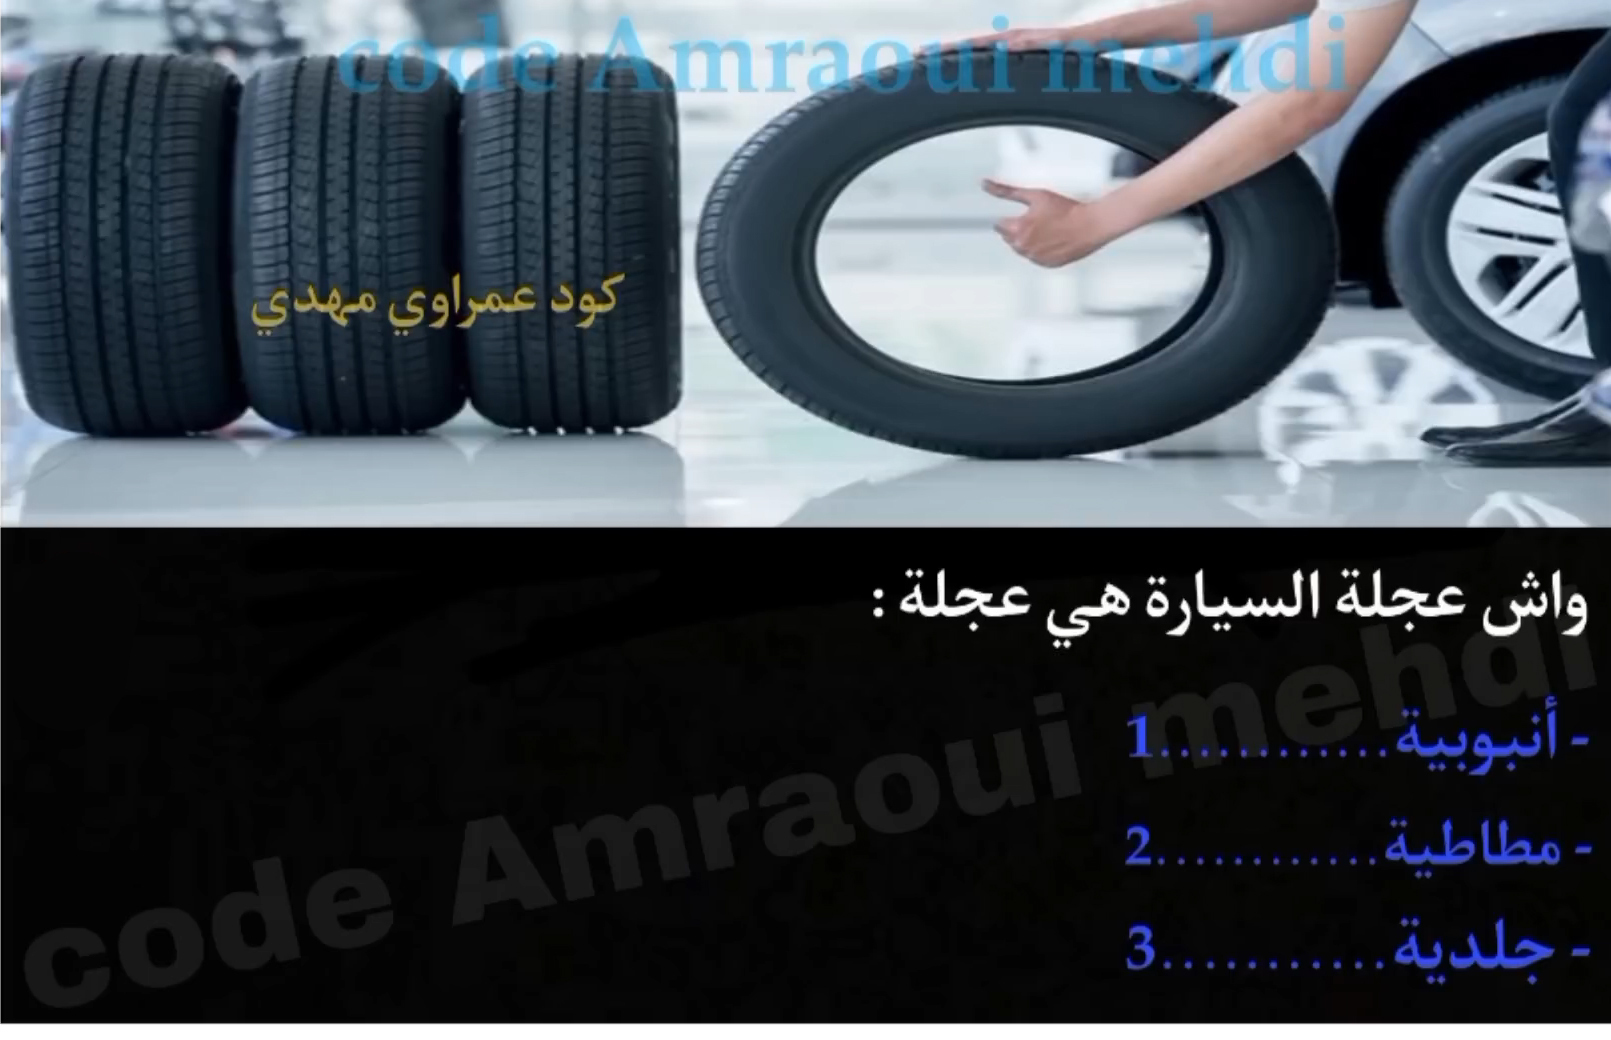 code Amraoui mehdi
كود عمراوي مهدي
واش عجلة السيارة هي عجلة :
- أنبوبية............1
- مطاطية............2
- جلدية...........3
code Amraoui mehdi